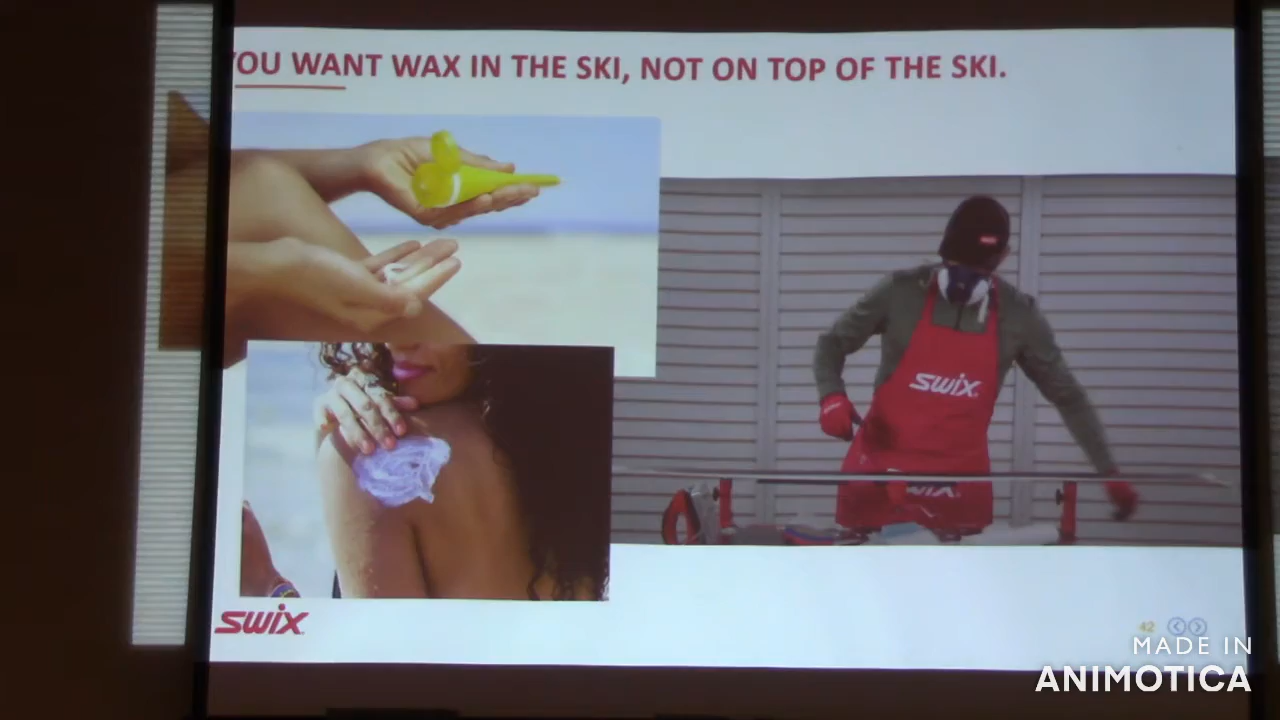 YOU WANT WAX IN THE SKI, NOT ON TOP OF THE SKI.
SWIX
SWIX
SWIX
42
MADE IN
ANIMOTICA